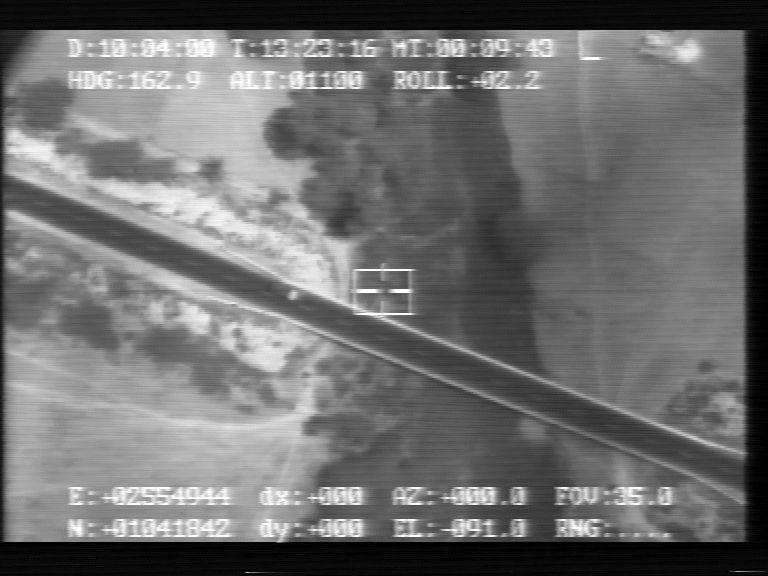 D:10:04:00 T:13:23:16 MT:00:09:43
HDG:162.9 ALT:01100 ROLL:+02.2
E:+02554944 dx:+000 AZ:+000.0 FOV:35.0
N:+01041842 dy:+000 EL:-091.0 RNG:.....